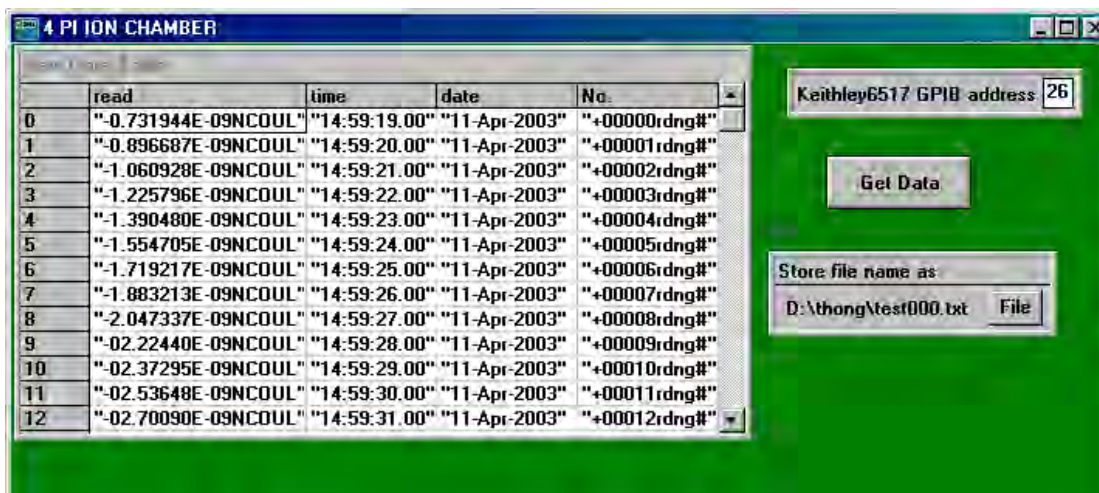 4 PI ION CHAMBER
read time date No.
0 "-0.731944E-09NCOUL" "14:59:19.00" "11-Apr-2003" "+00000rdng#"
1 "-0.896687E-09NCOUL" "14:59:20.00" "11-Apr-2003" "+00001rdng#"
2 "-1.060928E-09NCOUL" "14:59:21.00" "11-Apr-2003" "+00002rdng#"
3 "-1.225796E-09NCOUL" "14:59:22.00" "11-Apr-2003" "+00003rdng#"
4 "-1.390480E-09NCOUL" "14:59:23.00" "11-Apr-2003" "+00004rdng#"
5 "-1.554705E-09NCOUL" "14:59:24.00" "11-Apr-2003" "+00005rdng#"
6 "-1.719217E-09NCOUL" "14:59:25.00" "11-Apr-2003" "+00006rdng#"
7 "-1.883213E-09NCOUL" "14:59:26.00" "11-Apr-2003" "+00007rdng#"
8 "-2.047337E-09NCOUL" "14:59:27.00" "11-Apr-2003" "+00008rdng#"
9 "-02.22440E-09NCOUL" "14:59:28.00" "11-Apr-2003" "+00009rdng#"
10 "-02.37295E-09NCOUL" "14:59:29.00" "11-Apr-2003" "+00010rdng#"
11 "-02.53648E-09NCOUL" "14:59:30.00" "11-Apr-2003" "+00011rdng#"
12 "-02.70090E-09NCOUL" "14:59:31.00" "11-Apr-2003" "+00012rdng#"
Keithley6517 GPIB address 26
Get Data
Store file name as
D:\thong\test000.txt File